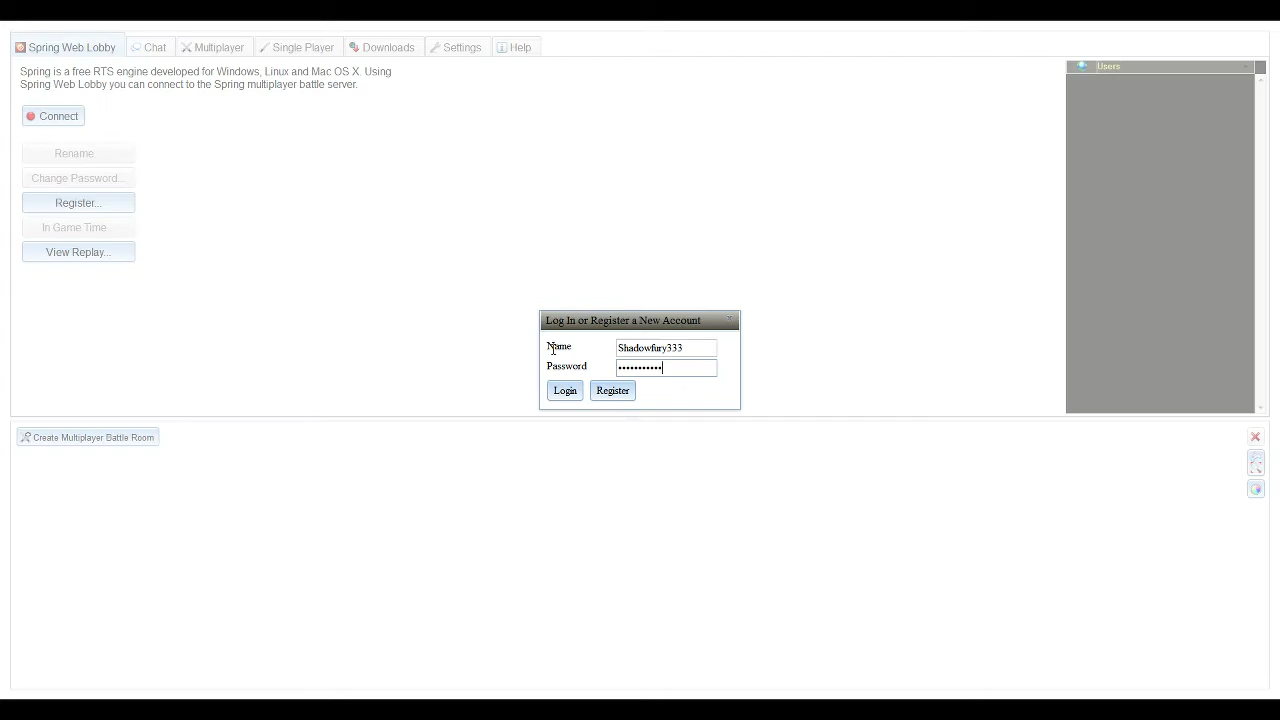 Spring Web Lobby
Chat
Multiplayer
Single Player
Downloads
Settings
Help
Spring is a free RTS engine developed for Windows, Linux and Mac OS X. Using
Spring Web Lobby you can connect to the Spring multiplayer battle server.
Users
Connect
Rename
Change Password...
Register...
In Game Time
View Replay...
Log In or Register a New Account
Name
Shadowfury333
Password
•••••••••••
Login
Register
Create Multiplayer Battle Room